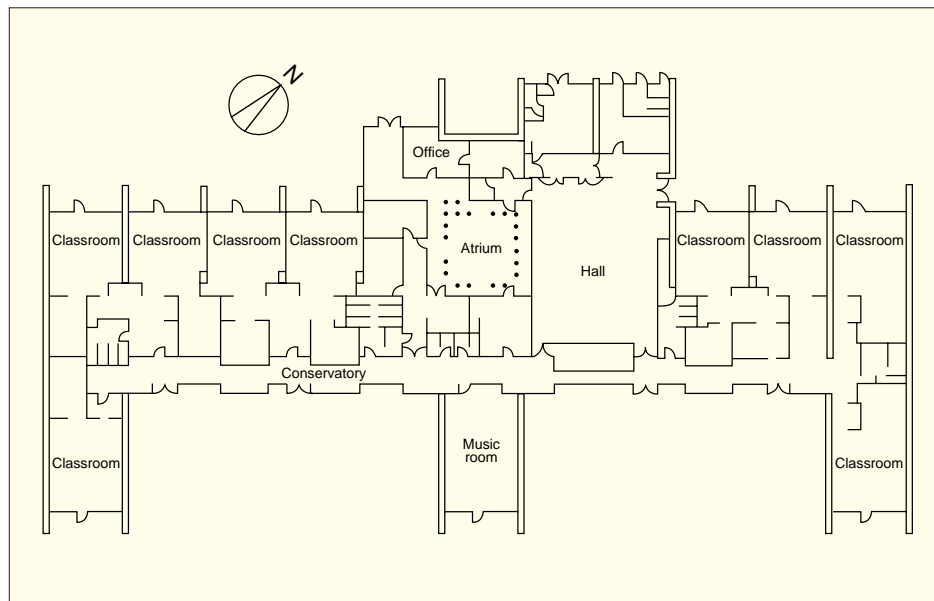 N
Office
Classroom
Classroom
Classroom
Classroom
Atrium
Hall
Classroom
Classroom
Classroom
Conservatory
Classroom
Music
room
Classroom